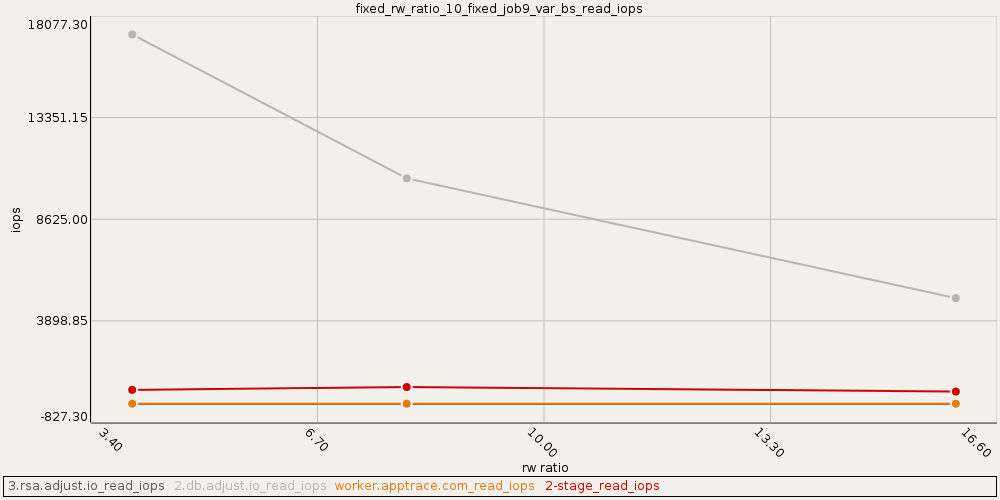 fixed_rw_ratio_10_fixed_job9_var_bs_read_iops
18077.30
13351.15
8625.00
3898.85
-827.30
iops
3.40 6.70 10.00 13.30 16.60
rw ratio
3.rsa.adjust.io_read_iops 2.db.adjust.io_read_iops worker.apptrace.com_read_iops 2-stage_read_iops